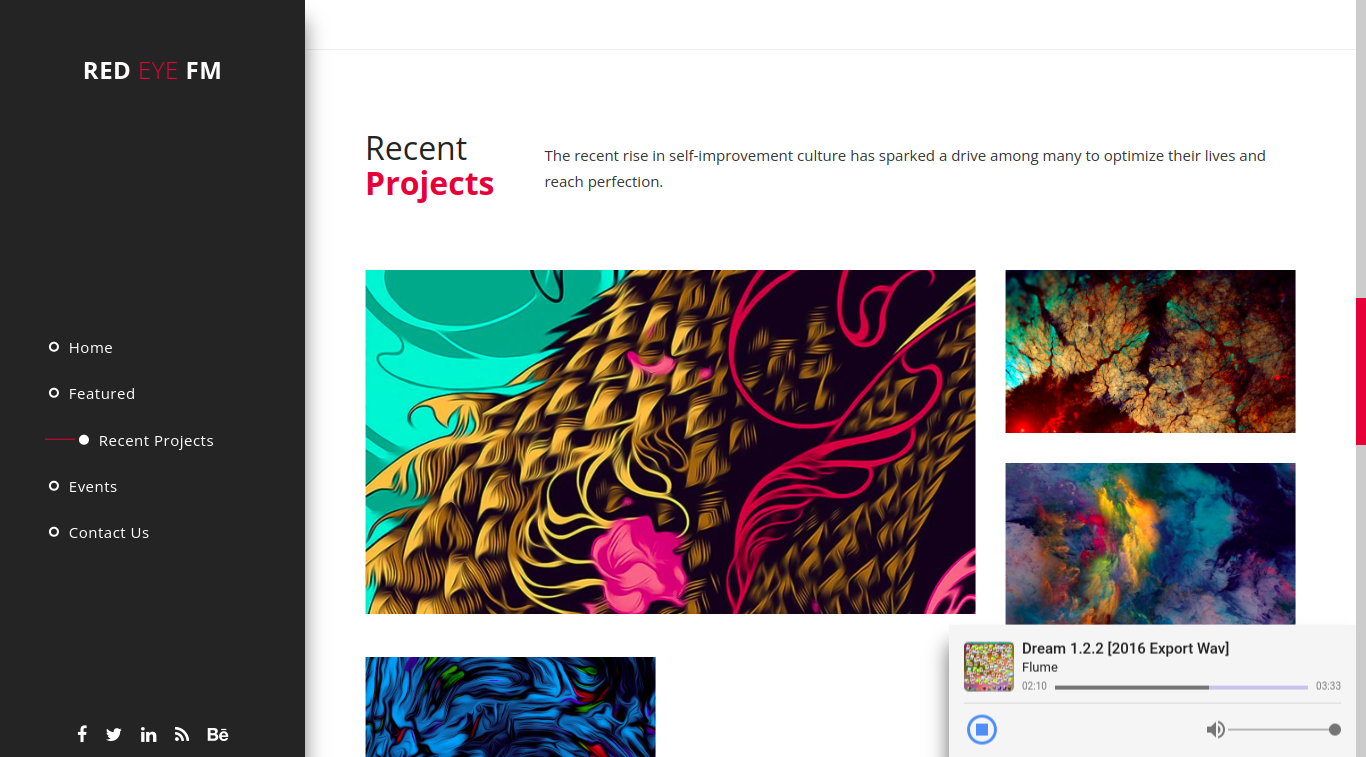 RED EYE FM
Home
Featured
Recent Projects
Events
Contact Us
Bē
Recent
Projects
The recent rise in self-improvement culture has sparked a drive among many to optimize their lives and
reach perfection.
Dream 1.2.2 [2016 Export Wav]
Flume
02:10
03:33